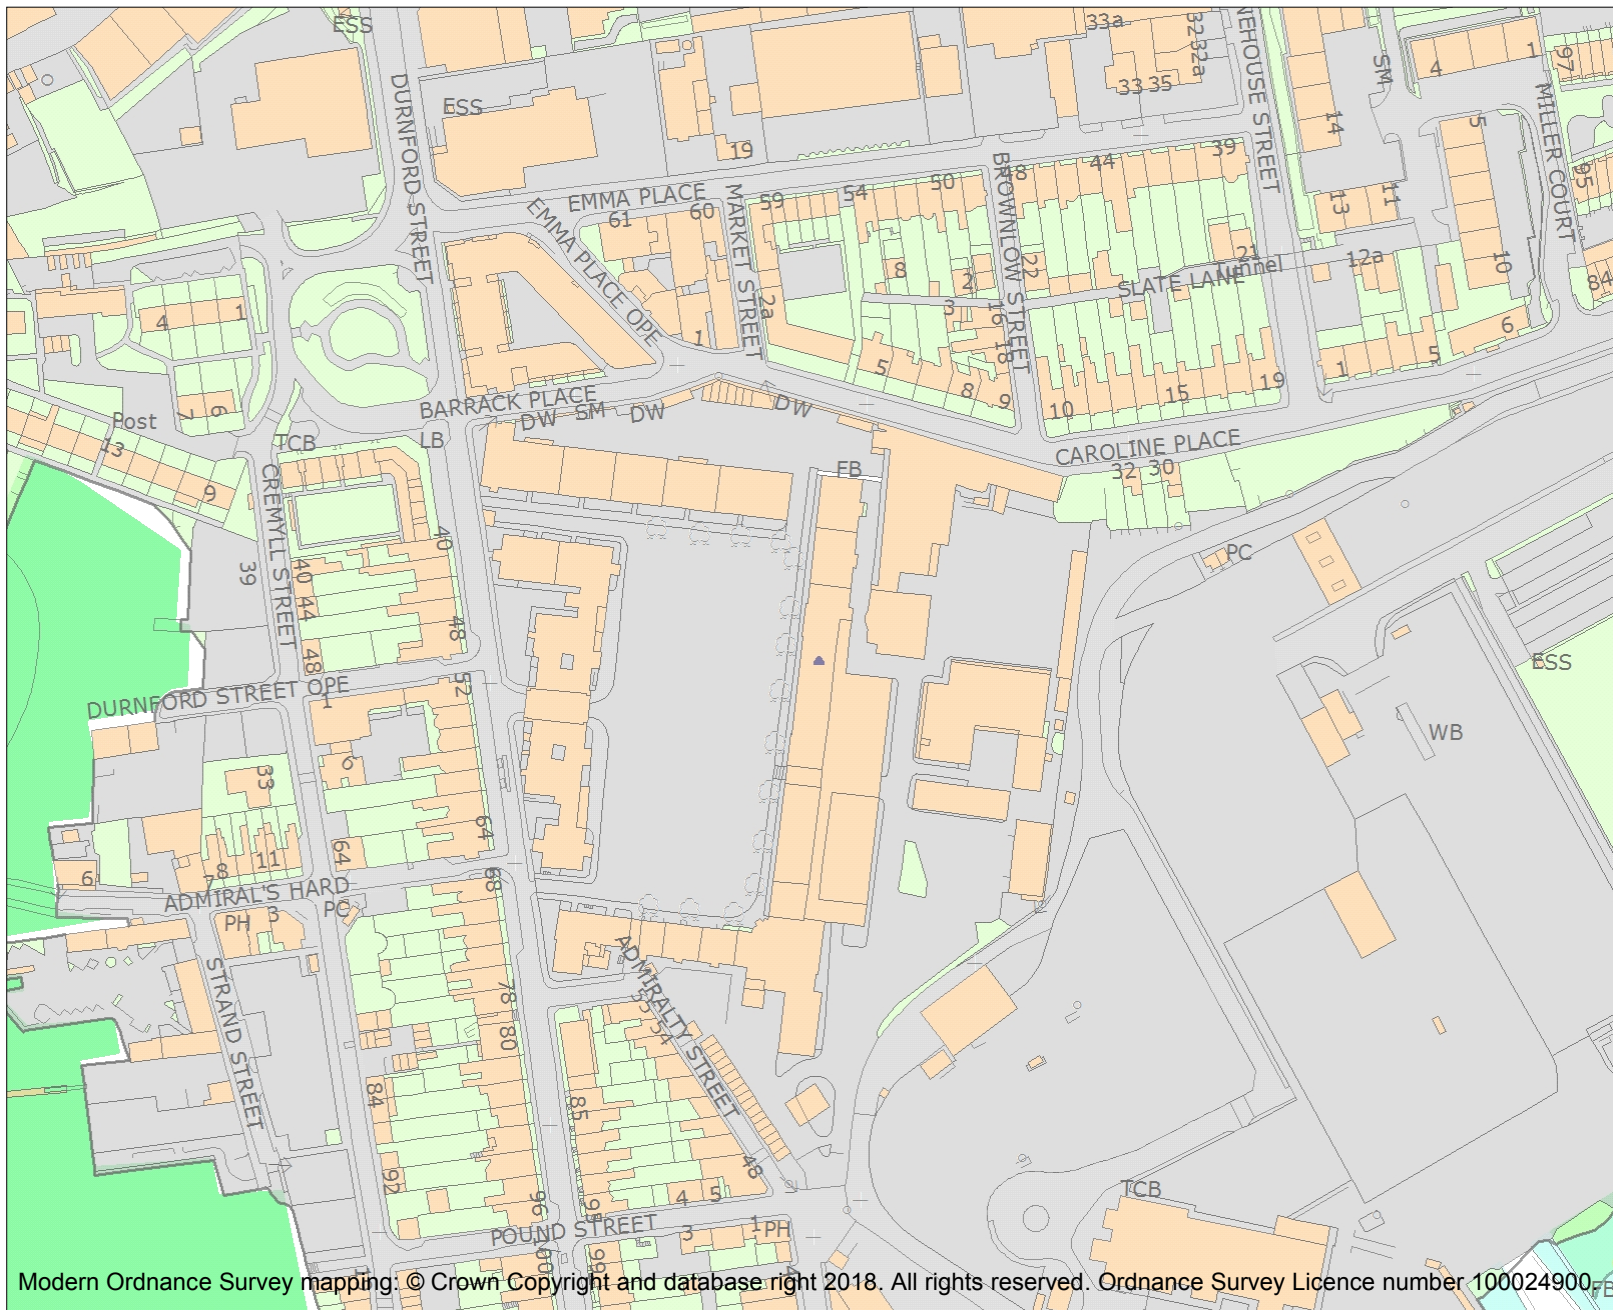 ESS
33a
32
32a
NEHOUSE STREET
SM
4
1
97
DURNFORD STREET
ESS
33 35
14
5
MILLER COURT
19
EMMA PLACE
MARKET STREET
59
54
50
BROWNLOW STREET
48
44
39
13
11
95
EMMA PLACE OPE
61
60
21
Tunnel
12a
10
84
8
2
22
SLATE LANE
4
1
2a
3
16
18
1
6
1
5
5
8
9
10
15
19
7
6
BARRACK PLACE
DW
SM
DW
DW
Post
13
TCB
LB
CAROLINE PLACE
9
CREMYLL STREET
FB
32
30
40
39
40
44
PC
48
48
ESS
DURNFORD STREET OPE
1
52
WB
33
6
64
64
7
8
11
6
ADMIRAL'S HARD
68
PH
3
PC
STRAND STREET
ADMIRALTY STREET
78
55
54
80
84
85
48
92
96
95
4
5
TCB
POUND STREET
3
1
PH
100
99
Modern Ordnance Survey mapping: © Crown Copyright and database right 2018. All rights reserved. Ordnance Survey Licence number 100024900
FB